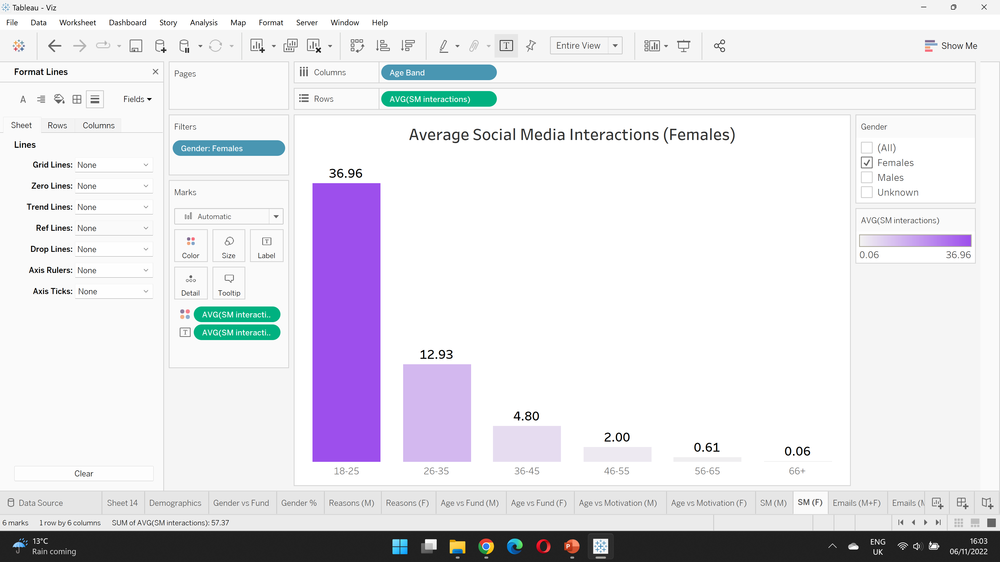 Tableau - Viz
File Data Worksheet Dashboard Story Analysis Map Format Server Window Help
Entire View
Show Me
Format Lines
Fields
Sheet Rows Columns
Lines
Grid Lines: None
Zero Lines: None
Trend Lines: None
Ref Lines: None
Drop Lines: None
Axis Rulers: None
Axis Ticks: None
Clear
Pages
Filters
Gender: Females
Marks
Automatic
Color Size Label
Detail Tooltip
AVG(SM interacti..
AVG(SM interacti..
Columns Age Band
Rows AVG(SM interactions)
Average Social Media Interactions (Females)
36.96
12.93
4.80
2.00
0.61
0.06
18-25 26-35 36-45 46-55 56-65 66+
Gender
(All)
Females
Males
Unknown
AVG(SM interactions)
0.06 36.96
Data Source Sheet 14 Demographics Gender vs Fund Gender % Reasons (M) Reasons (F) Age vs Fund (M) Age vs Fund (F) Age vs Motivation (M) Age vs Motivation (F) SM (M) SM (F) Emails (M+F) Emails (M
6 marks 1 row by 6 columns SUM of AVG(SM interactions): 57.37
13°C
Rain coming
ENG
UK
16:03
06/11/2022